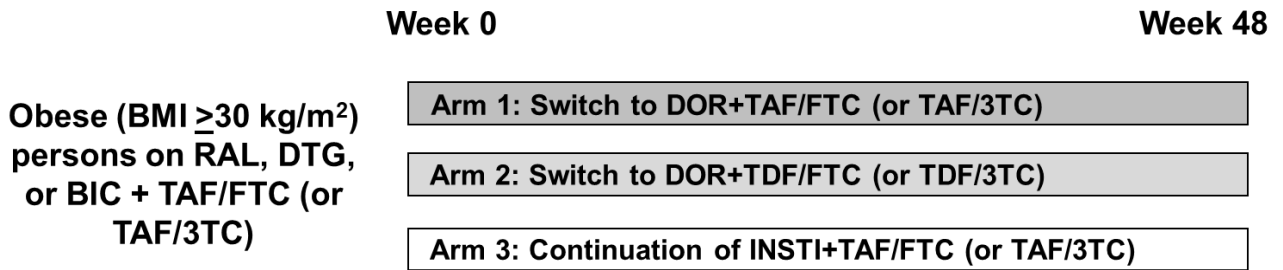 Week 0 Week 48
Obese (BMI ≥30 kg/m²)
persons on RAL, DTG,
or BIC + TAF/FTC (or
TAF/3TC)
Arm 1: Switch to DOR+TAF/FTC (or TAF/3TC)
Arm 2: Switch to DOR+TDF/FTC (or TDF/3TC)
Arm 3: Continuation of INSTI+TAF/FTC (or TAF/3TC)